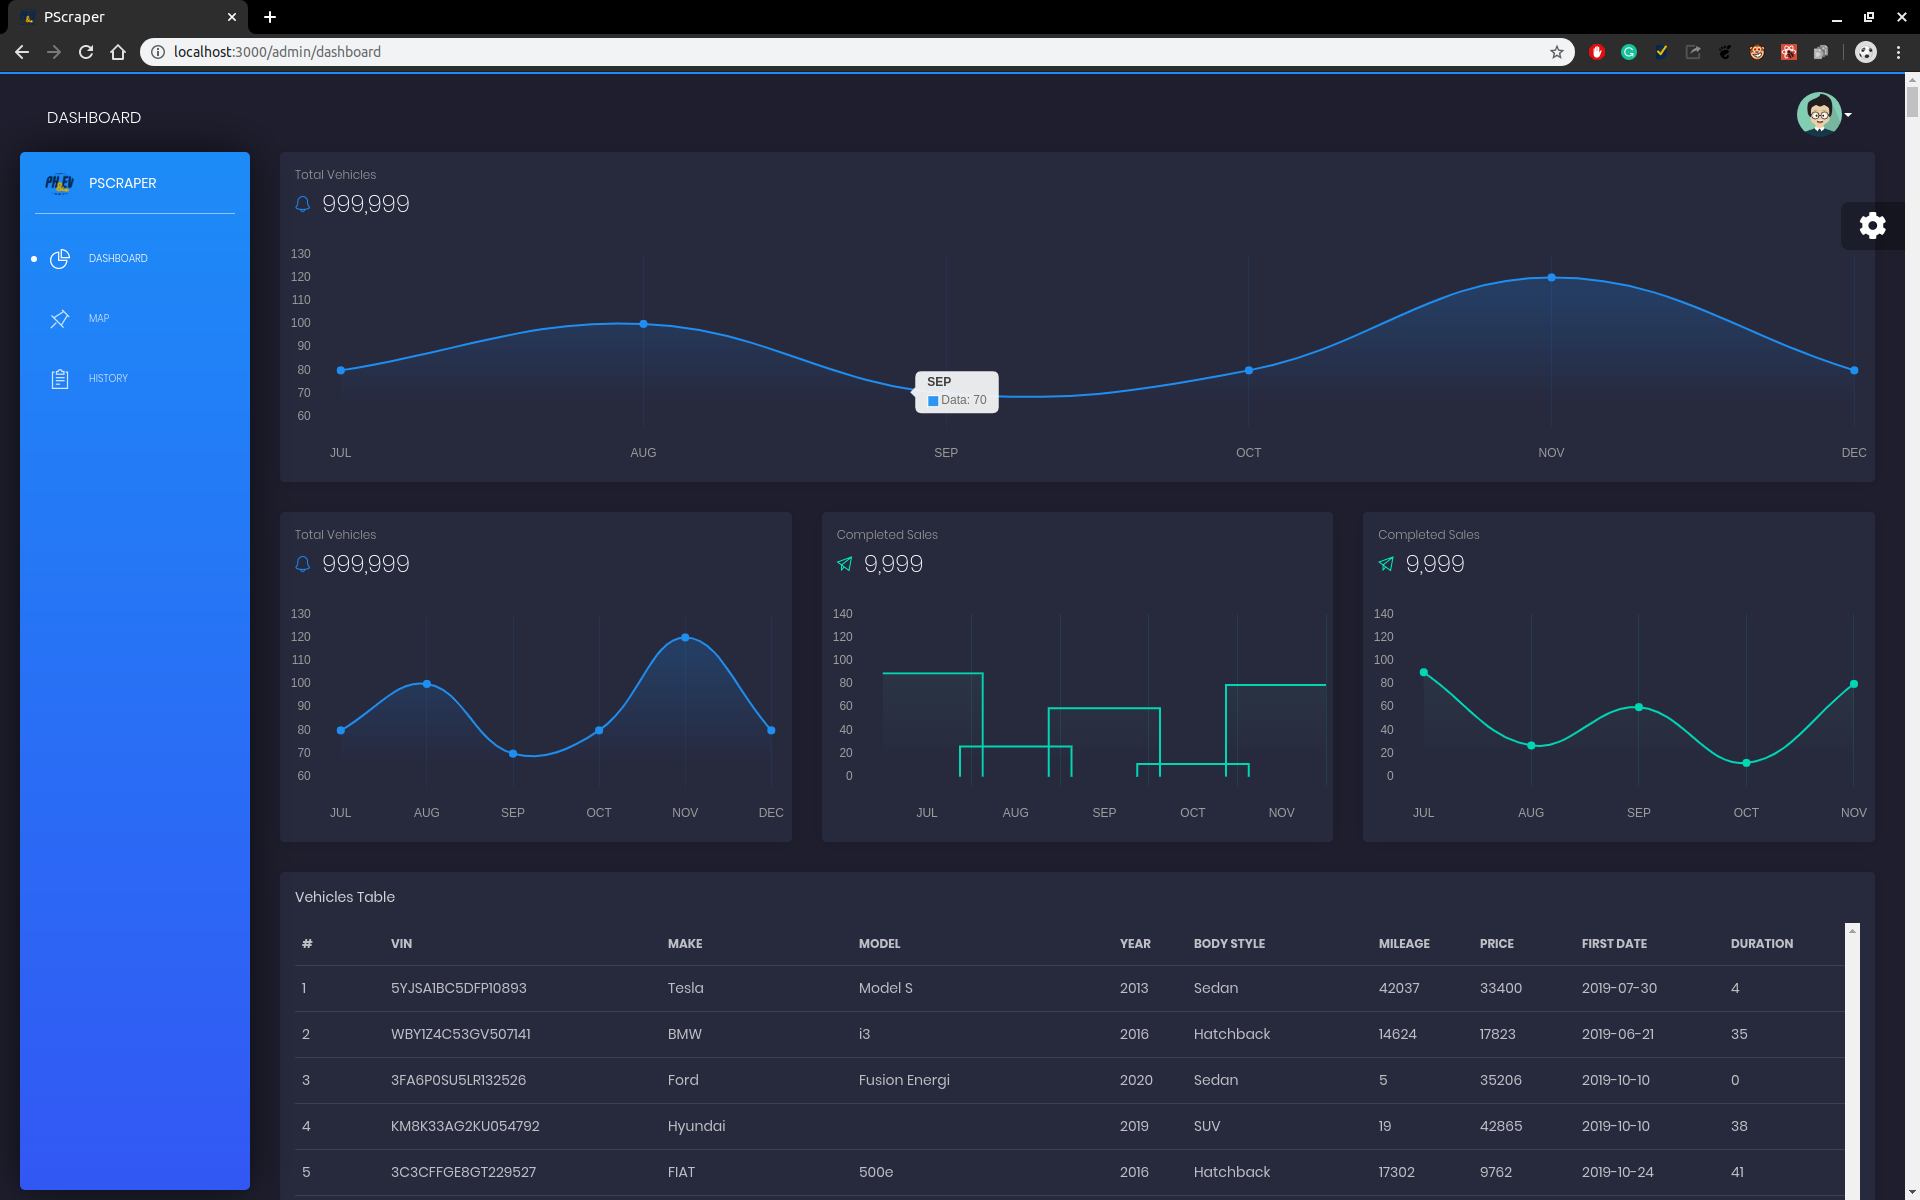 PScraper
localhost:3000/admin/dashboard
DASHBOARD
PH EV PSCRAPER
DASHBOARD
MAP
HISTORY
Total Vehicles
999,999
130
120
110
100
90
80
70
60
SEP
Data: 70
JUL AUG SEP OCT NOV DEC
Total Vehicles
999,999
130
120
110
100
90
80
70
60
JUL AUG SEP OCT NOV DEC
Completed Sales
9,999
140
120
100
80
60
40
20
0
JUL AUG SEP OCT NOV
Completed Sales
9,999
140
120
100
80
60
40
20
0
JUL AUG SEP OCT NOV
Vehicles Table
# VIN MAKE MODEL YEAR BODY STYLE MILEAGE PRICE FIRST DATE DURATION
1 5YJSA1BC5DFP10893 Tesla Model S 2013 Sedan 42037 33400 2019-07-30 4
2 WBY1Z4C53GV507141 BMW i3 2016 Hatchback 14624 17823 2019-06-21 35
3 3FA6P0SU5LR132526 Ford Fusion Energi 2020 Sedan 5 35206 2019-10-10 0
4 KM8K33AG2KU054792 Hyundai 2019 SUV 19 42865 2019-10-10 38
5 3C3CFFGE8GT229527 FIAT 500e 2016 Hatchback 17302 9762 2019-10-24 41